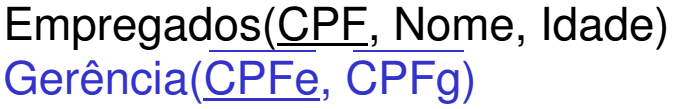 Empregados(CPF, Nome, Idade)
Gerência(CPFe, CPFg)